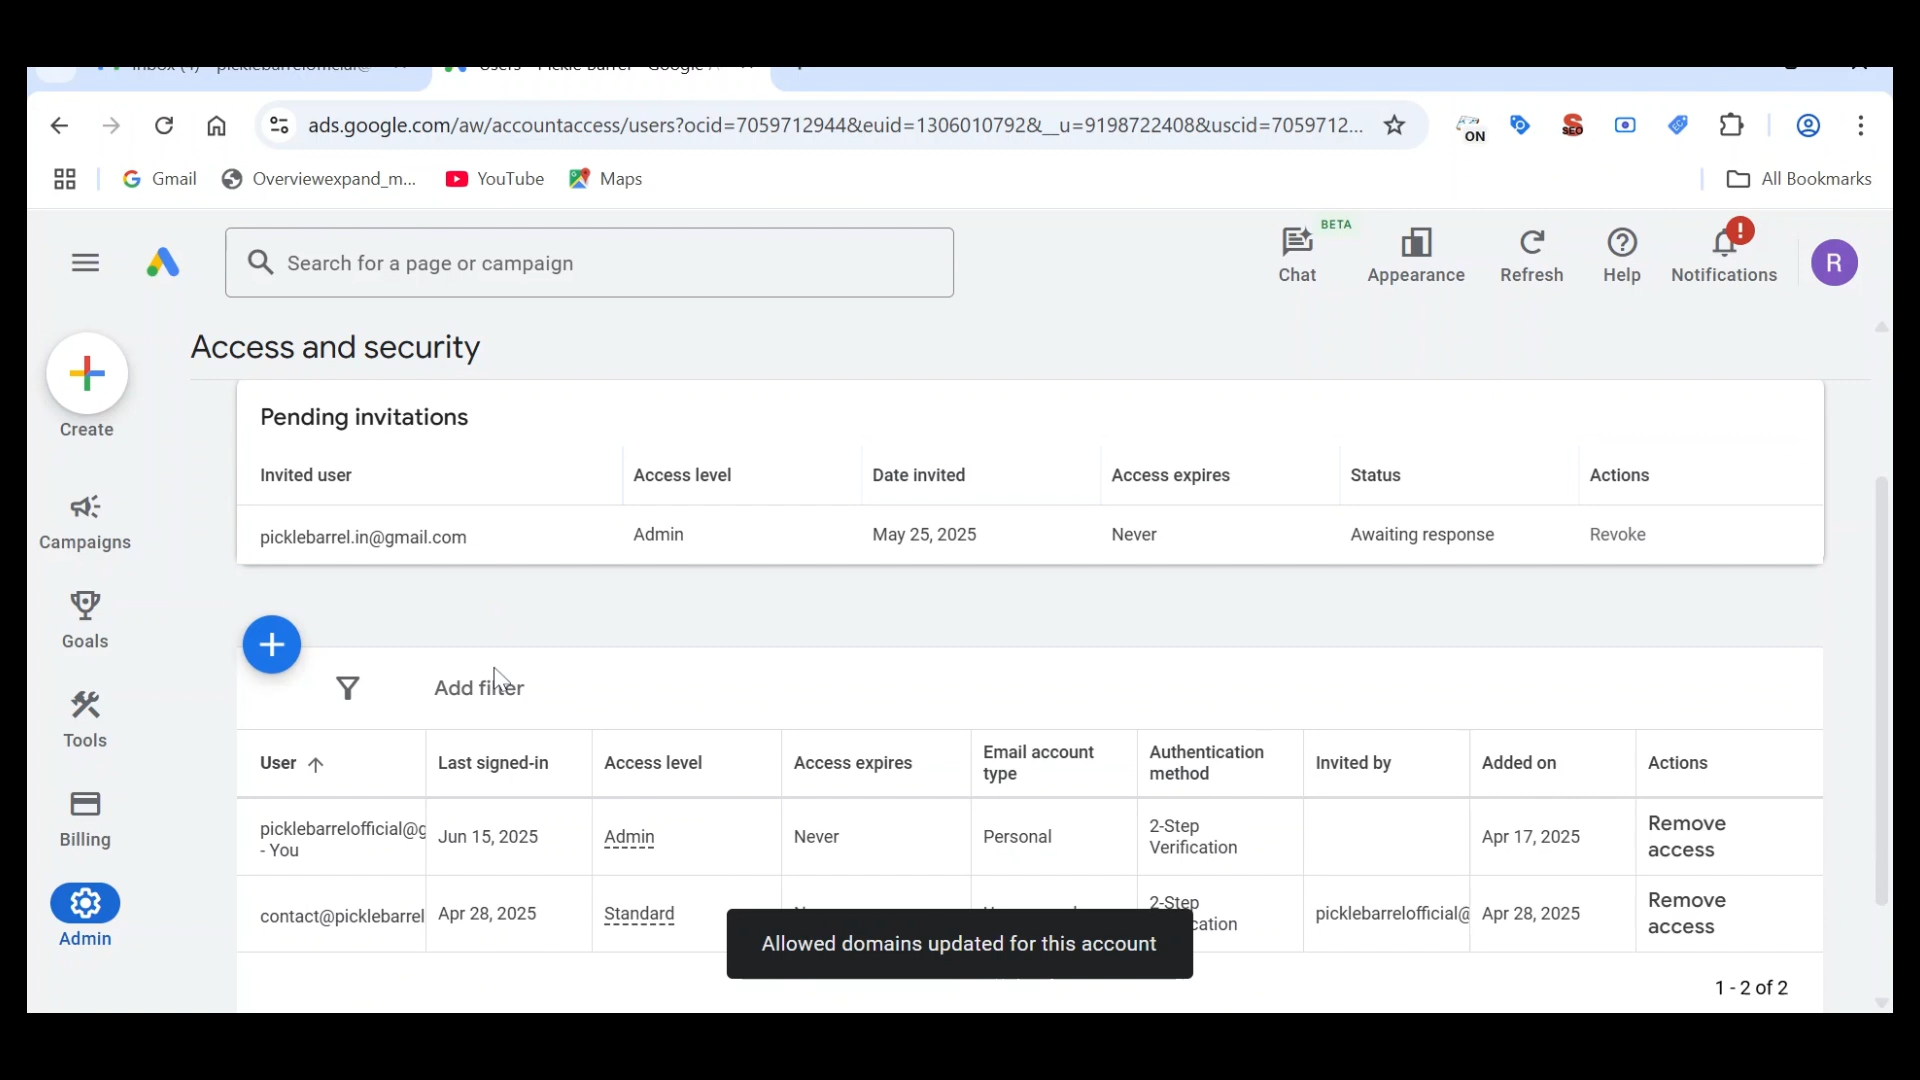 ads.google.com/aw/accountaccess/users?ocid=7059712944&euid=1306010792&__u=9198722408&uscid=7059712...
ON
SEO
Gmail
Overviewexpand_m...
YouTube
Maps
All Bookmarks
Search for a page or campaign
Chat
BETA
Appearance
Refresh
Help
!
Notifications
R
Create
Campaigns
Goals
Tools
Billing
Admin
Access and security
Pending invitations
Invited user Access level Date invited Access expires Status Actions
picklebarrel.in@gmail.com Admin May 25, 2025 Never Awaiting response Revoke
Add filter
User Last signed-in Access level Access expires Email account type Authentication method Invited by Added on Actions
picklebarrelofficial@g - You Jun 15, 2025 Admin Never Personal 2-Step Verification Apr 17, 2025 Remove access
contact@picklebarrel Apr 28, 2025 Standard 2-Step picklebarrelofficial@ Apr 28, 2025 Remove access
Allowed domains updated for this account
1 - 2 of 2